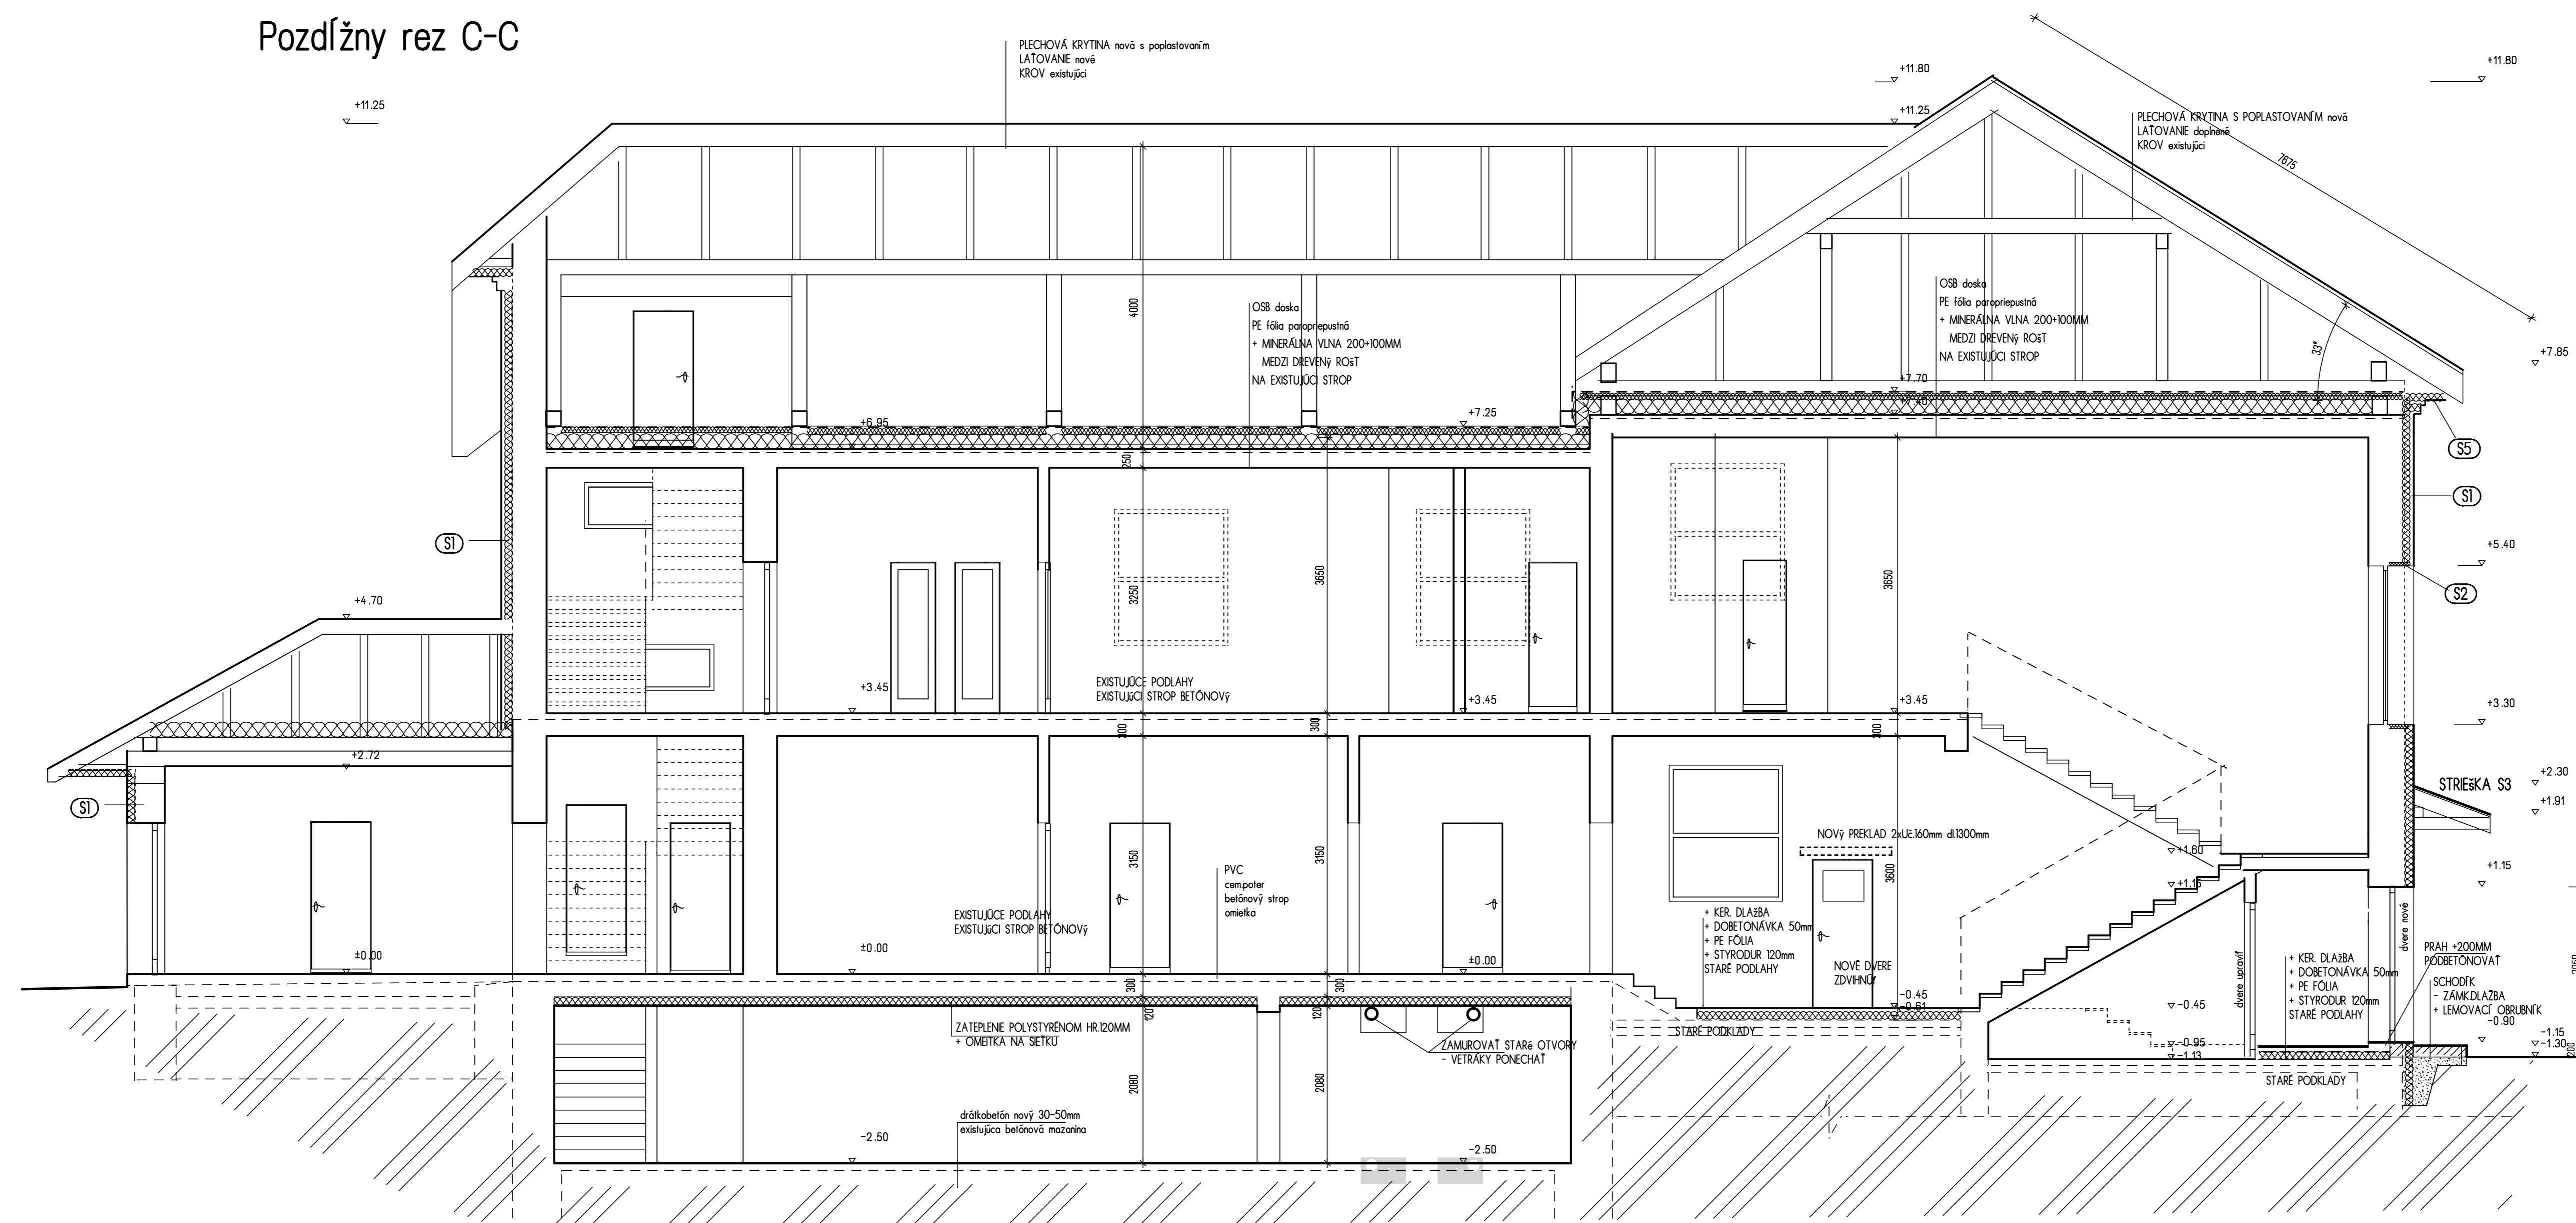 Pozdĺžny rez C-C
PLECHOVÁ KRYTINA nová s poplastovaním
LAŤOVANIE nové
KROV existujúci
+11.25
+11.80
+11.80
+11.25
PLECHOVÁ KRYTINA S POPLASTOVANÍM nová
LAŤOVANIE doplnené
KROV existujúci
7675
33°
+7.85
4000
OSB doska
PE fólia paropriepustná
+ MINERÁLNA VLNA 200+100MM
MEDZI DREVENÝ ROšT
NA EXISTUJÚCI STROP
OSB doska
PE fólia paropriepustná
+ MINERÁLNA VLNA 200+100MM
MEDZI DREVENÝ ROšT
NA EXISTUJÚCI STROP
+7.70
+7.40
+6.95
+7.25
250
S5
S1
S1
+5.40
S2
3250
3650
3650
+4.70
EXISTUJÚCE PODLAHY
EXISTUJúCI STROP BETÓNOVÝ
+3.45
+3.45
+3.45
+3.30
300
300
300
+2.72
S1
STRIEšKA S3
+2.30
+1.91
NOVÝ PREKLAD 2xUč.160mm dl.1300mm
+1.60
+1.15
+1.15
3150
3150
3600
PVC
cem.poter
betónový strop
omietka
EXISTUJÚCE PODLAHY
EXISTUJúCI STROP BETÓNOVÝ
+ KER. DLAžBA
+ DOBETONÁVKA 50mm
+ PE FÓLIA
+ STYRODUR 120mm
STARÉ PODLAHY
NOVÉ DVERE
ZDVIHNÚŤ
dvere upraviť
dvere nové
+ KER. DLAžBA
+ DOBETONÁVKA 50mm
+ PE FÓLIA
+ STYRODUR 120mm
STARÉ PODLAHY
PRAH +200MM
PODBETÓNOVAŤ
SCHODÍK
- ZÁMK.DLAŽBA
+ LEMOVACÍ OBRUBNÍK
±0.00
±0.00
±0.00
300
300
120
120
-0.45
-0.61
-0.45
-0.90
-0.95
-1.13
-1.15
-1.30
200
STARÉ PODKLADY
STARÉ PODKLADY
ZATEPLENIE POLYSTYRÉNOM HR.120MM
+ OMEITKA NA SIEŤKU
ZAMUROVAŤ STARé OTVORY
- VETRÁKY PONECHAŤ
2080
2080
drátkobetón nový 30-50mm
existujúca betónová mazanina
-2.50
-2.50